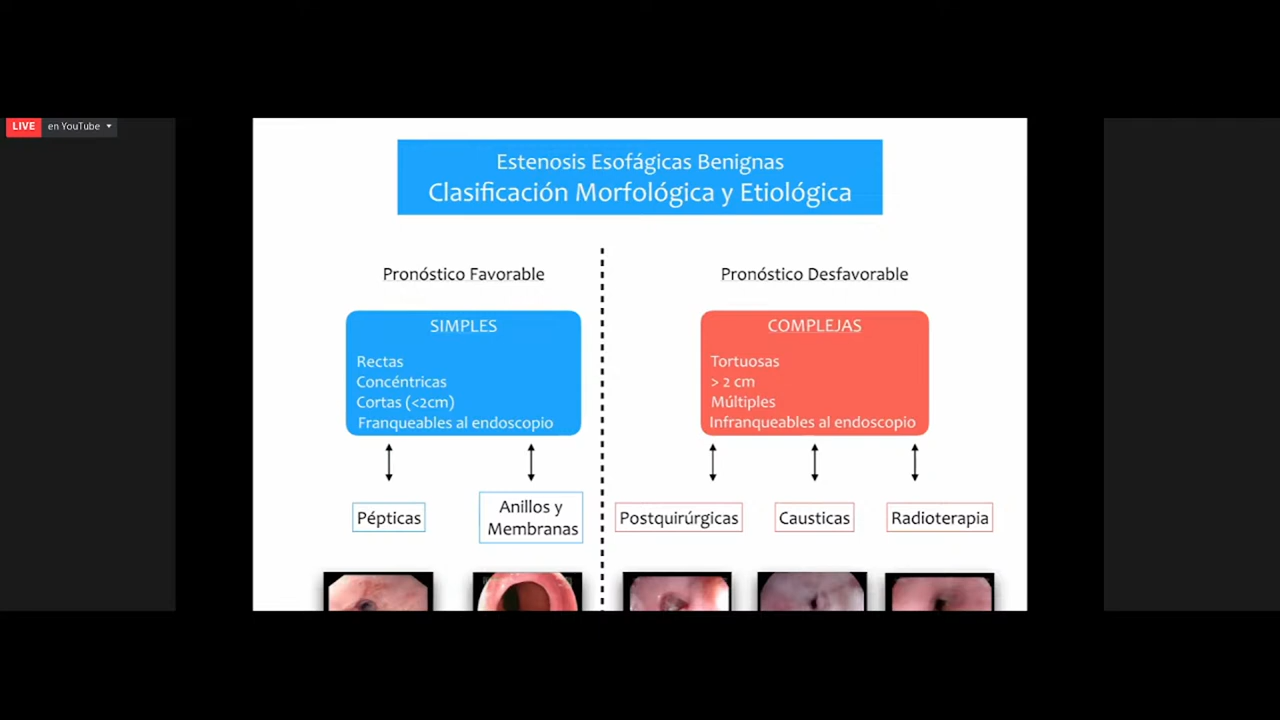 LIVE en YouTube
Estenosis Esofágicas Benignas
Clasificación Morfológica y Etiológica
Pronóstico Favorable
SIMPLES
Rectas
Concéntricas
Cortas (<2cm)
Franqueables al endoscopio
Pépticas
Anillos y
Membranas
Pronóstico Desfavorable
COMPLEJAS
Tortuosas
> 2 cm
Múltiples
Infranqueables al endoscopio
Postquirúrgicas
Causticas
Radioterapia